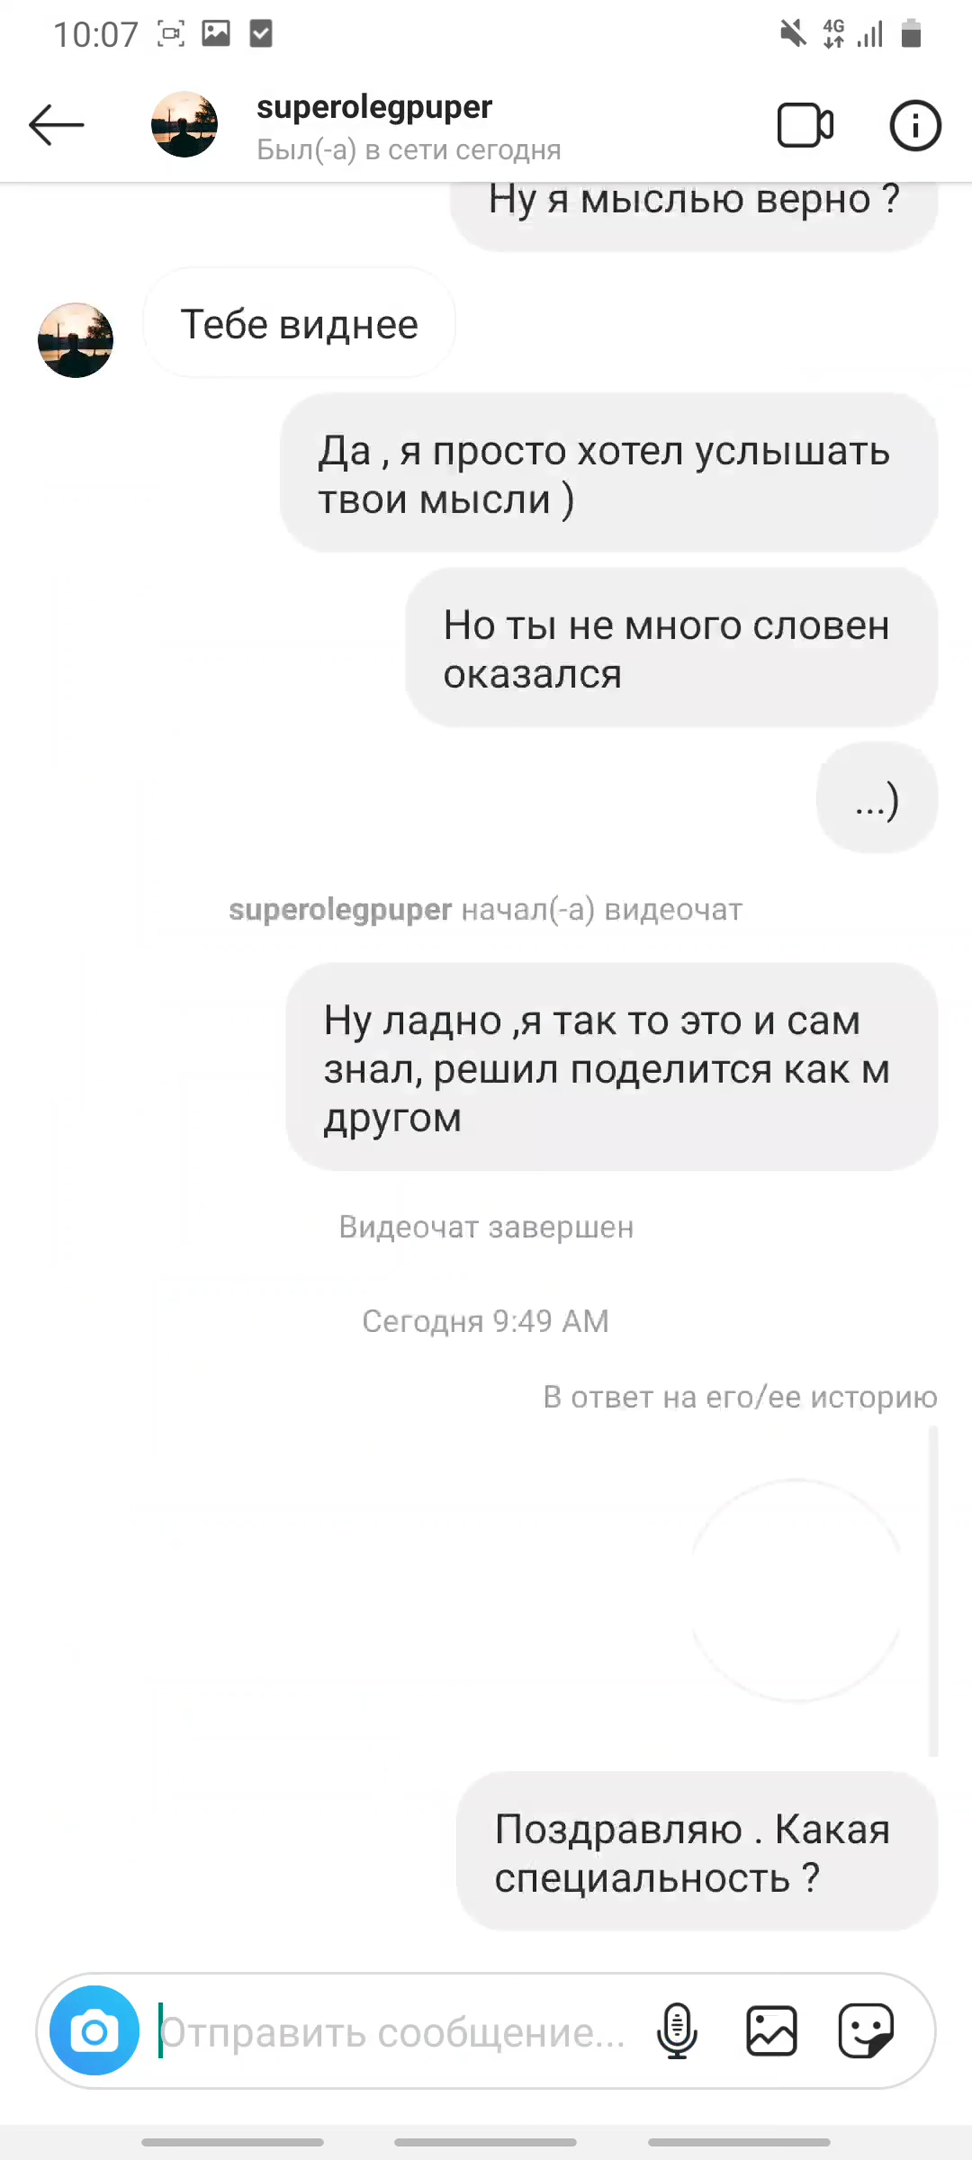 10:07
4G
superolegpuper
Был(-а) в сети сегодня
Ну я мыслью верно ?
Тебе виднее
Да , я просто хотел услышать
твои мысли )
Но ты не много словен
оказался
...)
superolegpuper начал(-а) видеочат
Ну ладно ,я так то это и сам
знал, решил поделится как м
другом
Видеочат завершен
Сегодня 9:49 AM
В ответ на его/ее историю
Поздравляю . Какая
специальность ?
Отправить сообщение...